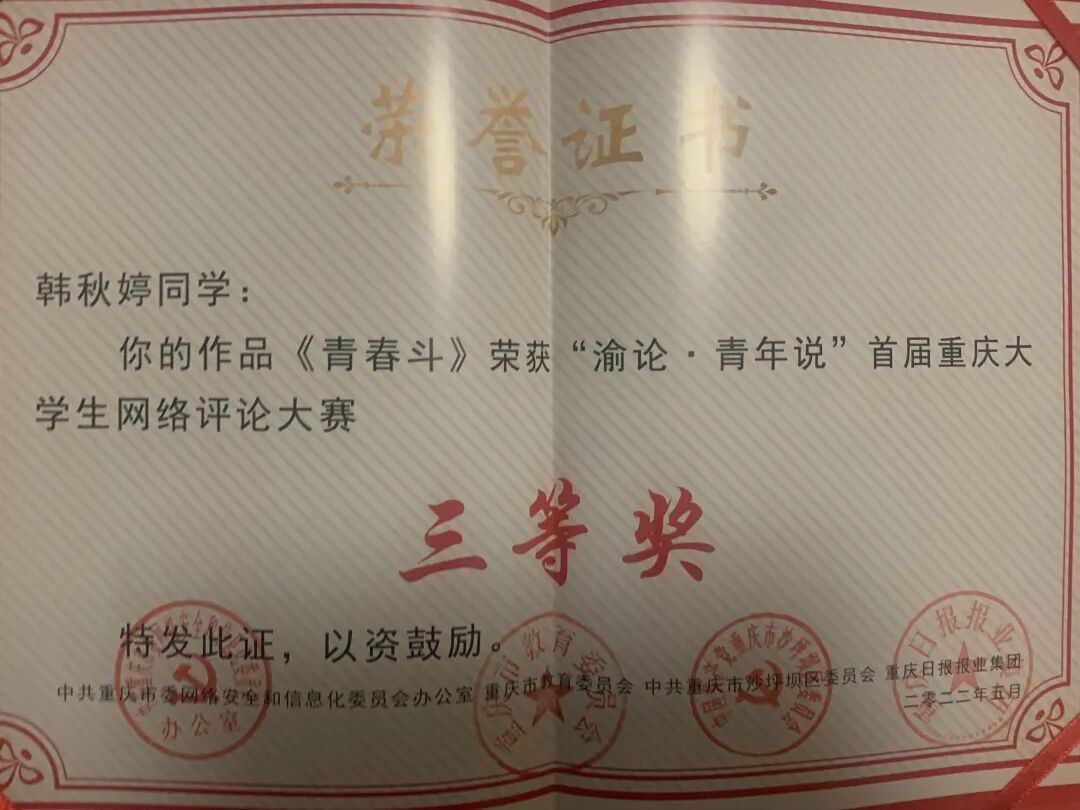 荣誉证书
韩秋婷同学：
你的作品《青春斗》荣获“渝论·青年说”首届重庆大
学生网络评论大赛
三等奖
特发此证，以资鼓励。
中共重庆市委网络安全和信息化委员会办公室 重庆市教育委员会 中共重庆市沙坪坝区委员会 重庆日报报业集团
二〇二二年五月
办公室